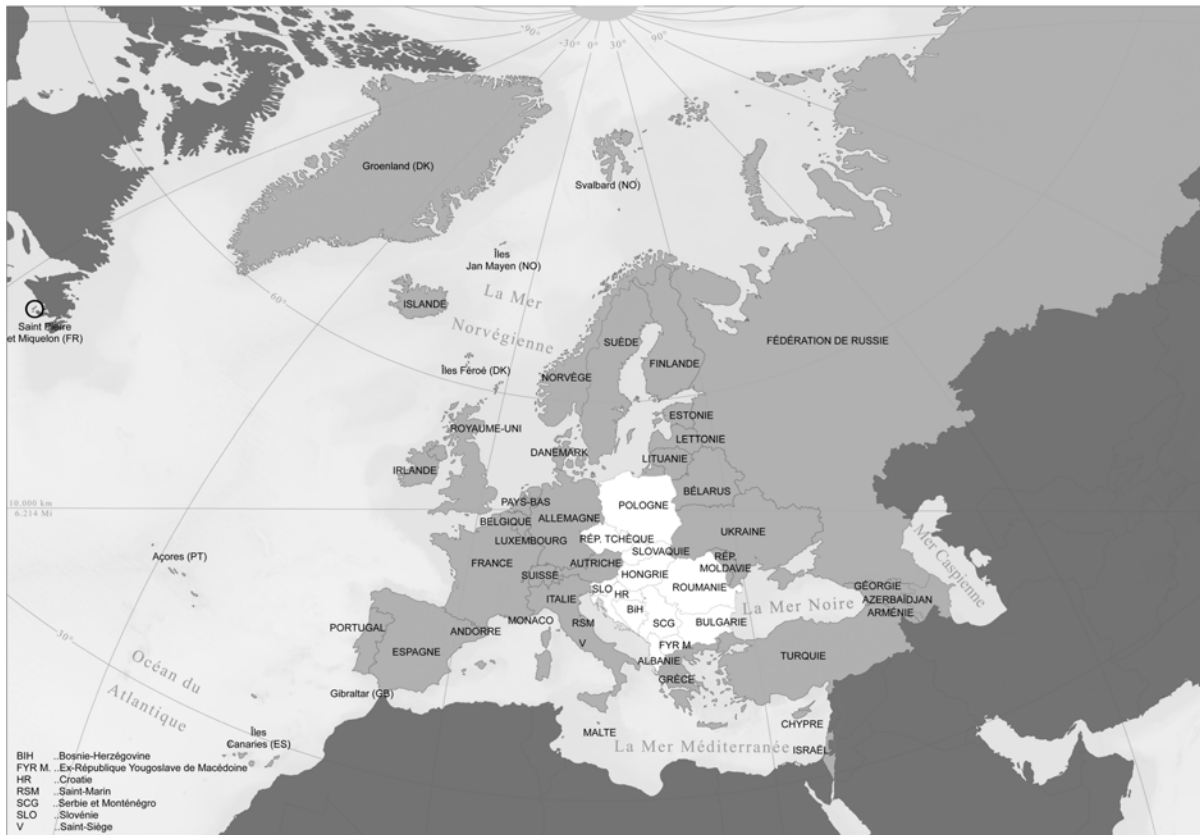 -90°
-30°
0°
30°
90°
Groenland (DK)
Svalbard (NO)
Îles
Jan Mayen (NO)
La Mer
Norvégienne
60°
ISLANDE
Saint Pierre
et Miquelon (FR)
SUÈDE
FÉDÉRATION DE RUSSIE
FINLANDE
Îles Féroé (DK)
NORVÈGE
ESTONIE
ROYAUME-UNI
LETTONIE
DANEMARK
LITUANIE
IRLANDE
BÉLARUS
10.000 km
6.214 Mi
PAYS-BAS
POLOGNE
BELGIQUE
ALLEMAGNE
UKRAINE
LUXEMBOURG
RÉP. TCHÈQUE
SLOVAQUIE
Açores (PT)
FRANCE
AUTRICHE
RÉP.
MOLDAVIE
Mer Caspienne
SUISSE
HONGRIE
ROUMANIE
GÉORGIE
SLO
HR
ITALIE
AZERBAÏDJAN
BiH
La Mer Noire
ARMÉNIE
MONACO
RSM
SCG
BULGARIE
PORTUGAL
ANDORRE
30°
V
FYR M.
ESPAGNE
ALBANIE
TURQUIE
Océan du
Atlantique
GRÈCE
Gibraltar (GB)
CHYPRE
Îles
Canaries (ES)
MALTE
La Mer Méditerranée
ISRAËL
BIH ..Bosnie-Herzégovine
FYR M. ..Ex-République Yougoslave de Macédoine
HR ..Croatie
RSM ..Saint-Marin
SCG ..Serbie et Monténégro
SLO ..Slovénie
V ..Saint-Siège